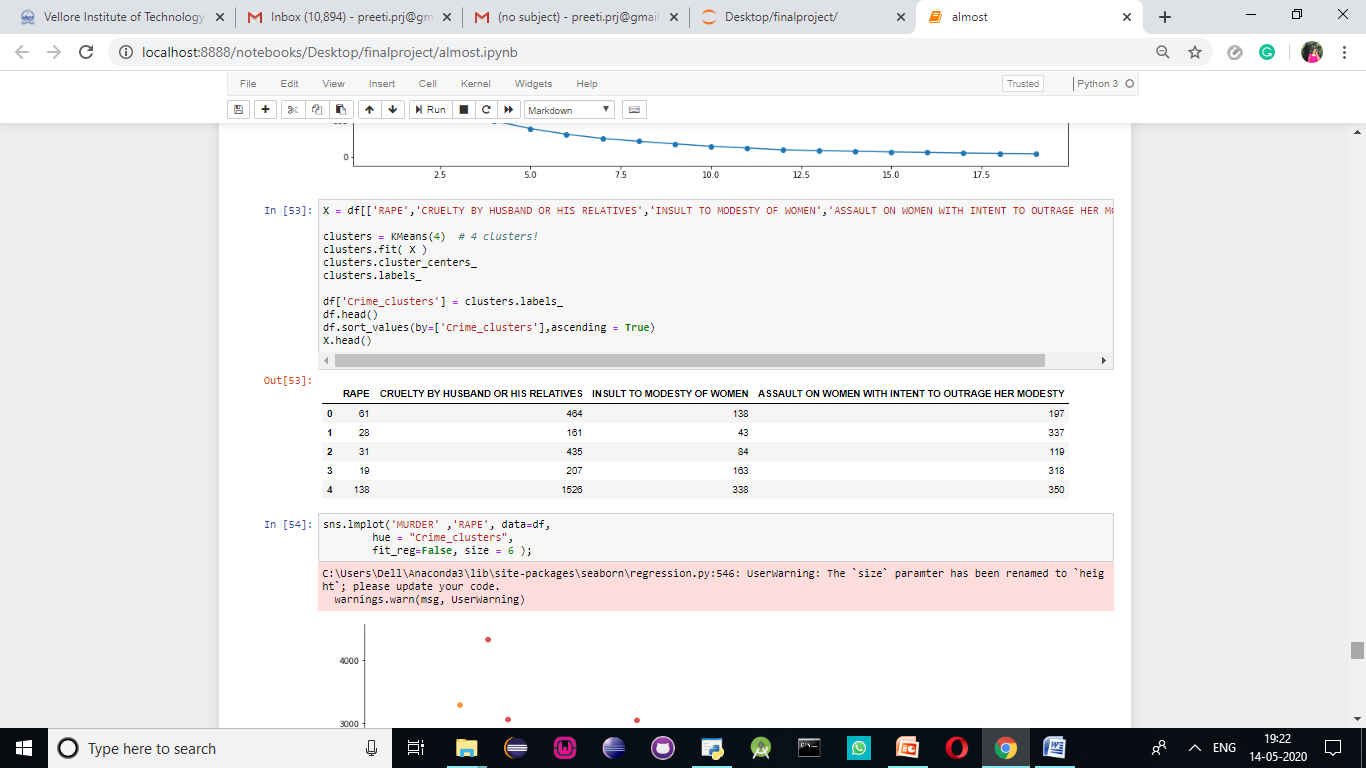 Vellore Institute of Technology
Inbox (10,894) - preeti.prj@gm
(no subject) - preeti.prj@gmail
Desktop/finalproject/
almost
localhost:8888/notebooks/Desktop/finalproject/almost.ipynb
File Edit View Insert Cell Kernel Widgets Help
Trusted
Python 3
Run
Markdown
0
2.5 5.0 7.5 10.0 12.5 15.0 17.5
In [53]:
X = df[['RAPE','CRUELTY BY HUSBAND OR HIS RELATIVES','INSULT TO MODESTY OF WOMEN','ASSAULT ON WOMEN WITH INTENT TO OUTRAGE HER MO
clusters = KMeans(4) # 4 clusters!
clusters.fit( X )
clusters.cluster_centers_
clusters.labels_
df['Crime_clusters'] = clusters.labels_
df.head()
df.sort_values(by=['Crime_clusters'],ascending = True)
X.head()
Out[53]:
RAPE CRUELTY BY HUSBAND OR HIS RELATIVES INSULT TO MODESTY OF WOMEN ASSAULT ON WOMEN WITH INTENT TO OUTRAGE HER MODESTY
0 61 464 138 197
1 28 161 43 337
2 31 435 84 119
3 19 207 163 318
4 138 1526 338 350
In [54]:
sns.lmplot('MURDER' ,'RAPE', data=df,
hue = "Crime_clusters",
fit_reg=False, size = 6 );
C:\Users\Dell\Anaconda3\lib\site-packages\seaborn\regression.py:546: UserWarning: The `size` paramter has been renamed to `heig
ht`; please update your code.
warnings.warn(msg, UserWarning)
4000
3000
Type here to search
ENG
19:22
14-05-2020